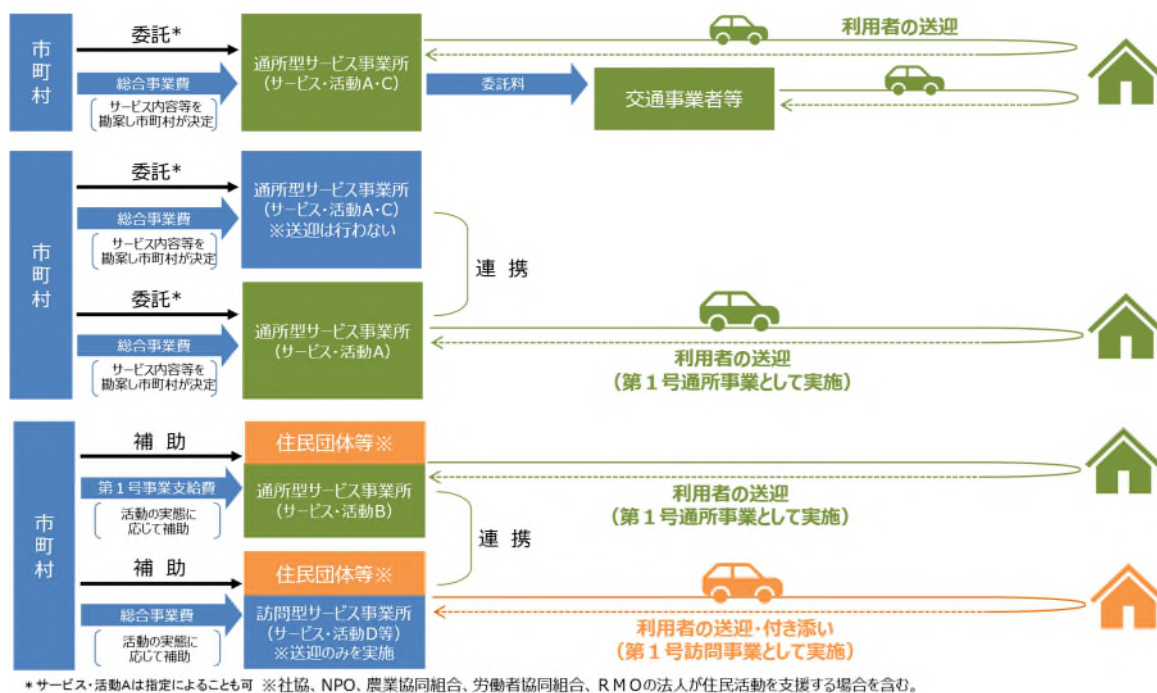 市町村
委託*
総合事業費
サービス内容等を
勘案し市町村が決定
通所型サービス事業所
(サービス・活動A・C)
委託料
交通事業者等
利用者の送迎
市町村
委託*
総合事業費
サービス内容等を
勘案し市町村が決定
通所型サービス事業所
(サービス・活動A・C)
※送迎は行わない
連 携
委託*
総合事業費
サービス内容等を
勘案し市町村が決定
通所型サービス事業所
(サービス・活動A)
利用者の送迎
(第1号通所事業として実施)
市町村
補 助
第1号事業支給費
活動の実態に
応じて補助
住民団体等※
通所型サービス事業所
(サービス・活動B)
利用者の送迎
(第1号通所事業として実施)
連 携
補 助
総合事業費
活動の実態に
応じて補助
住民団体等※
訪問型サービス事業所
(サービス・活動D等)
※送迎のみを実施
利用者の送迎・付き添い
(第1号訪問事業として実施)
*サービス・活動Aは指定によることも可 ※社協、NPO、農業協同組合、労働者協同組合、RMOの法人が住民活動を支援する場合を含む。